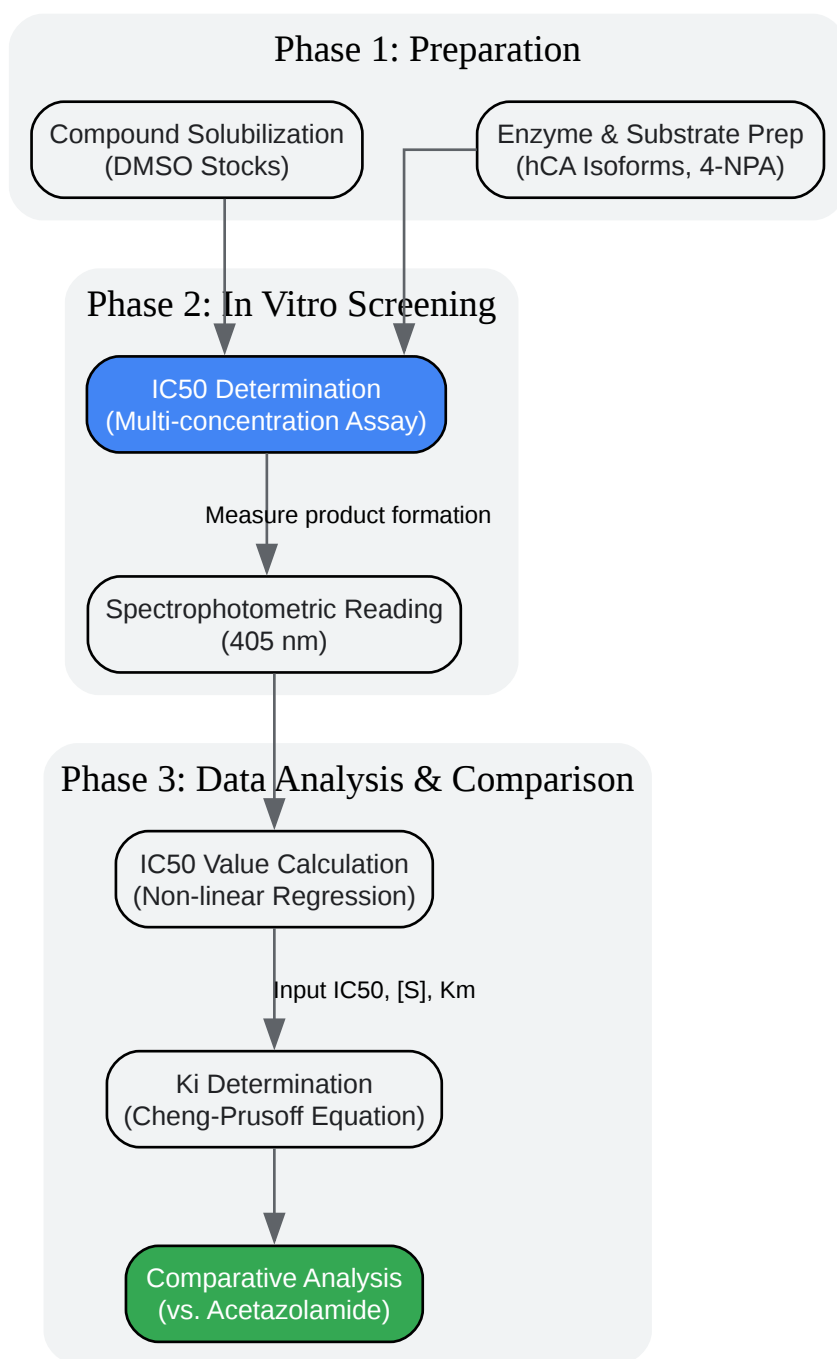 Phase 1: Preparation
Compound Solubilization
(DMSO Stocks)
Enzyme & Substrate Prep
(hCA Isoforms, 4-NPA)
Phase 2: In Vitro Screening
IC50 Determination
(Multi-concentration Assay)
Measure product formation
Spectrophotometric Reading
(405 nm)
Phase 3: Data Analysis & Comparison
IC50 Value Calculation
(Non-linear Regression)
Input IC50, [S], Km
Ki Determination
(Cheng-Prusoff Equation)
Comparative Analysis
(vs. Acetazolamide)